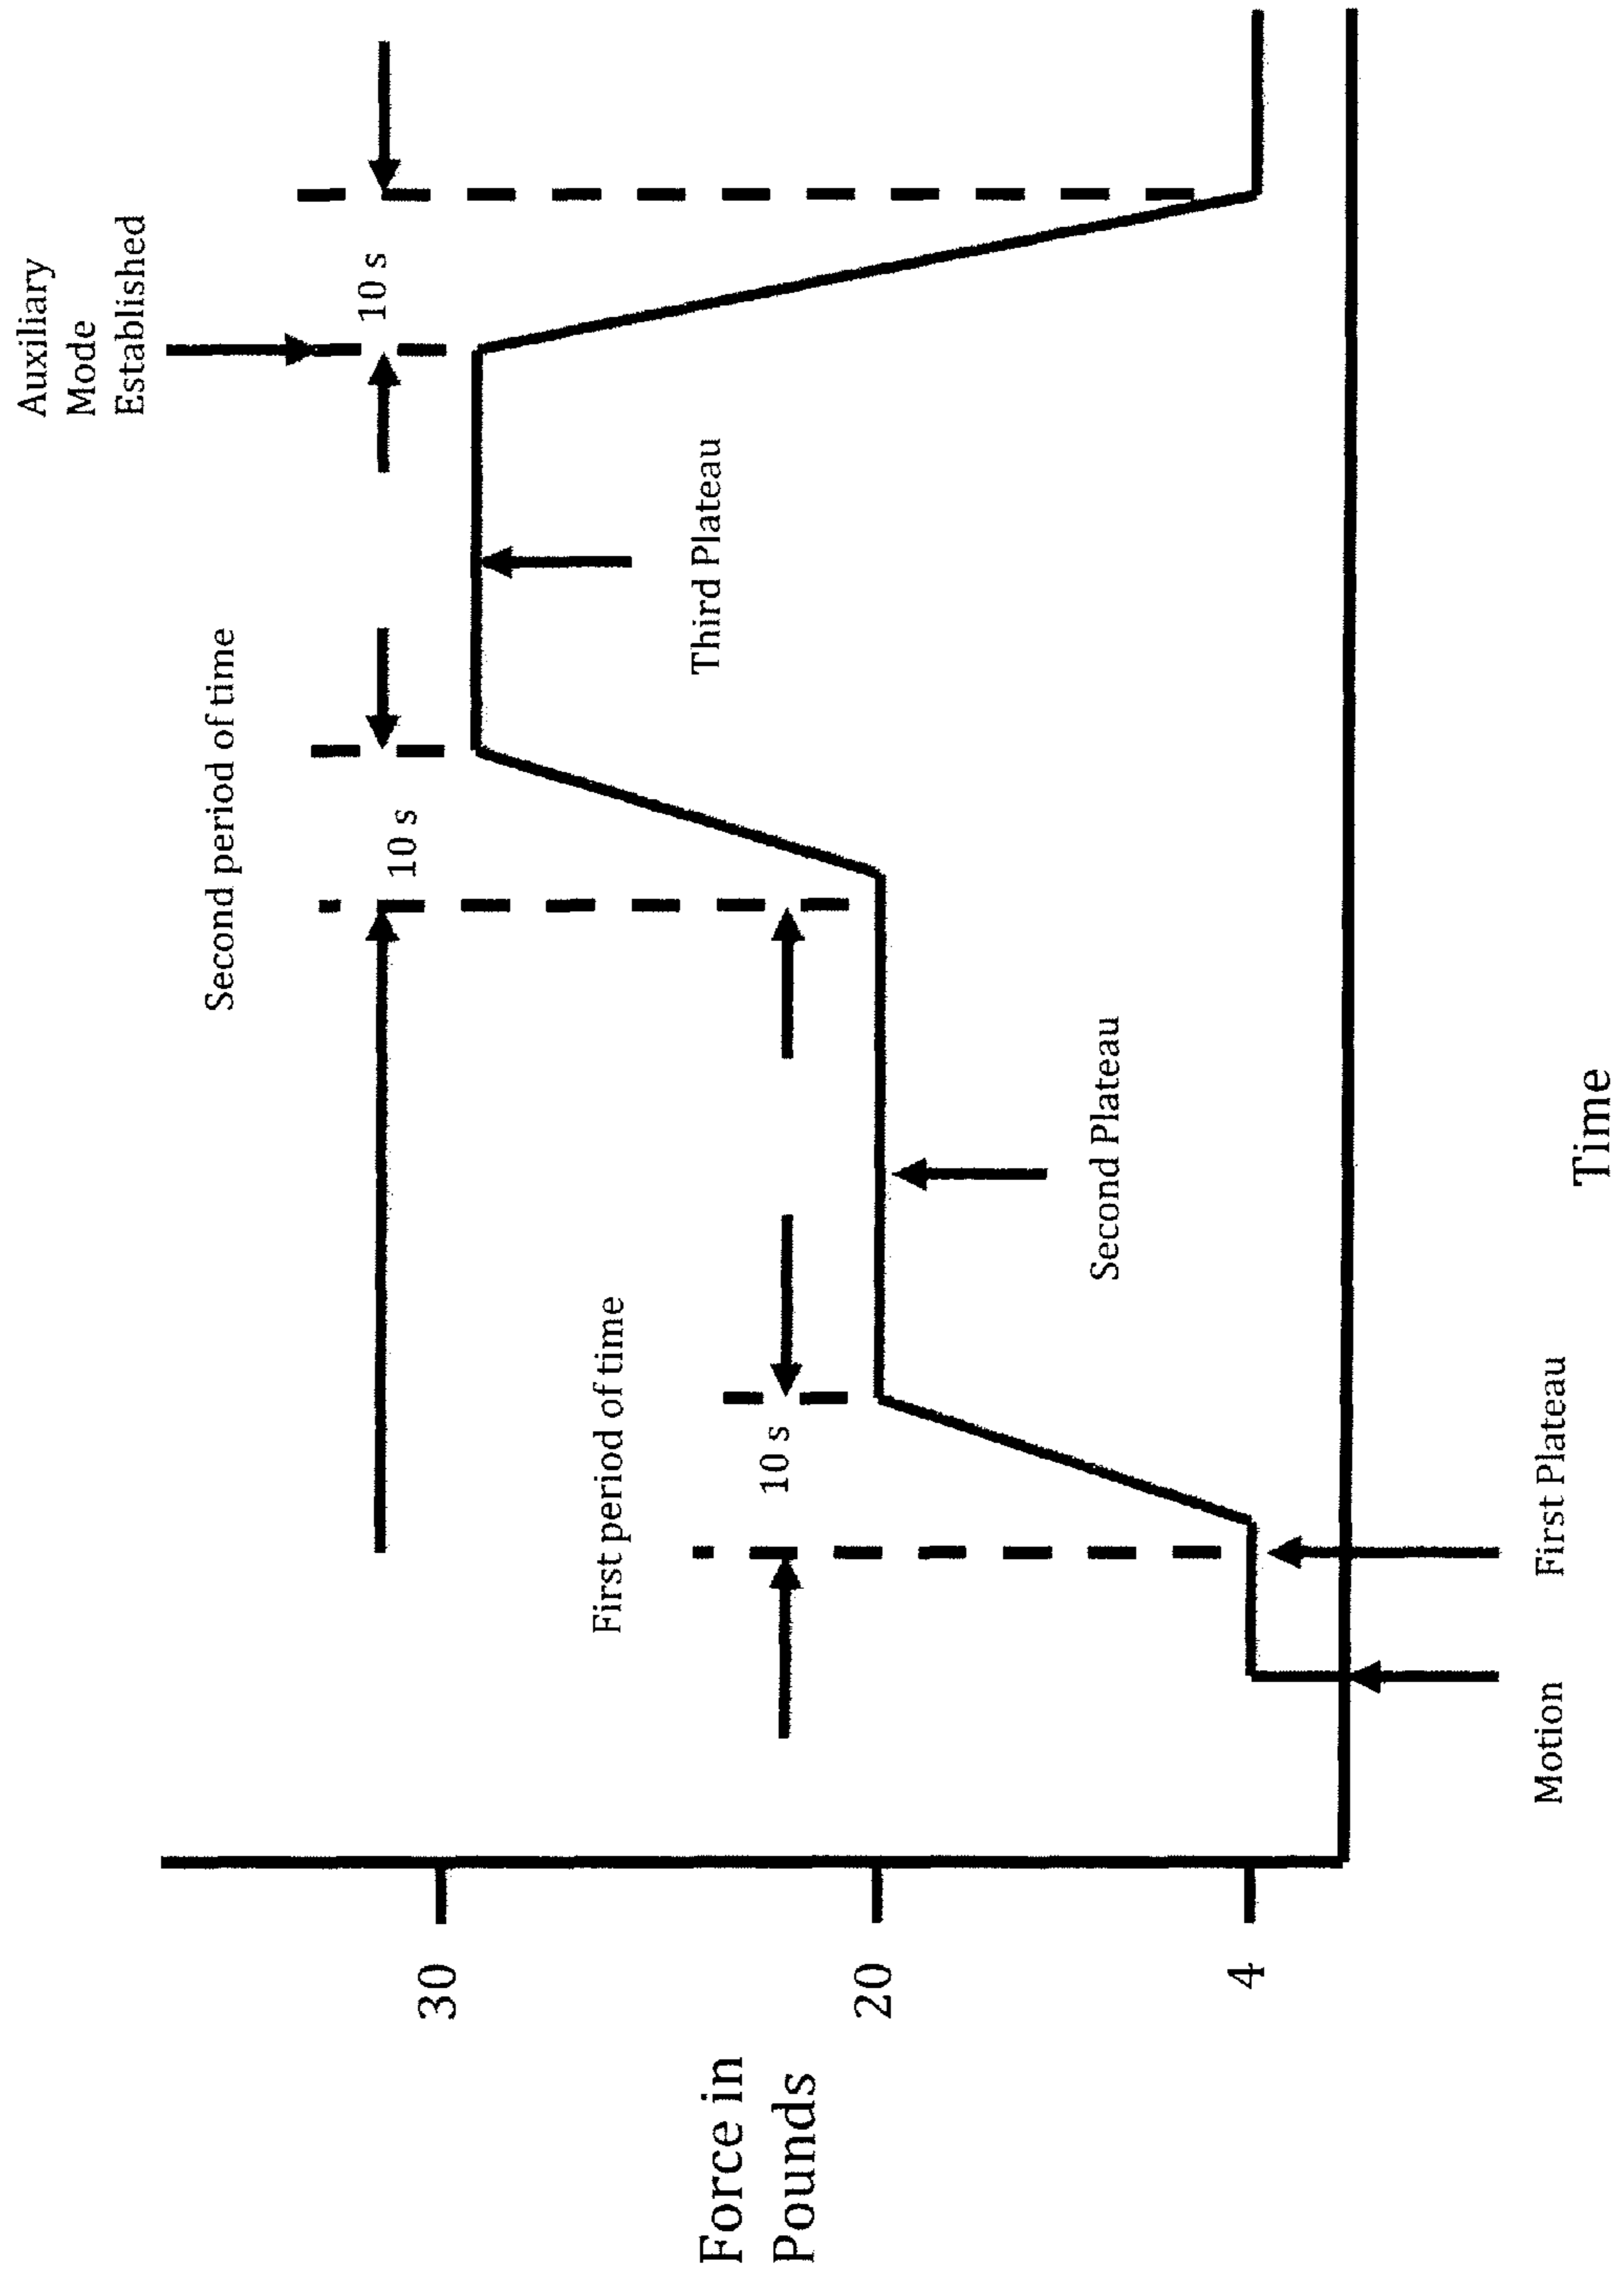 Auxiliary
Mode
Established
Second period of time
10 s
10 s
30
First period of time
Third Plateau
Force in
Pounds
10 s
20
Second Plateau
4
Motion
First Plateau
Time